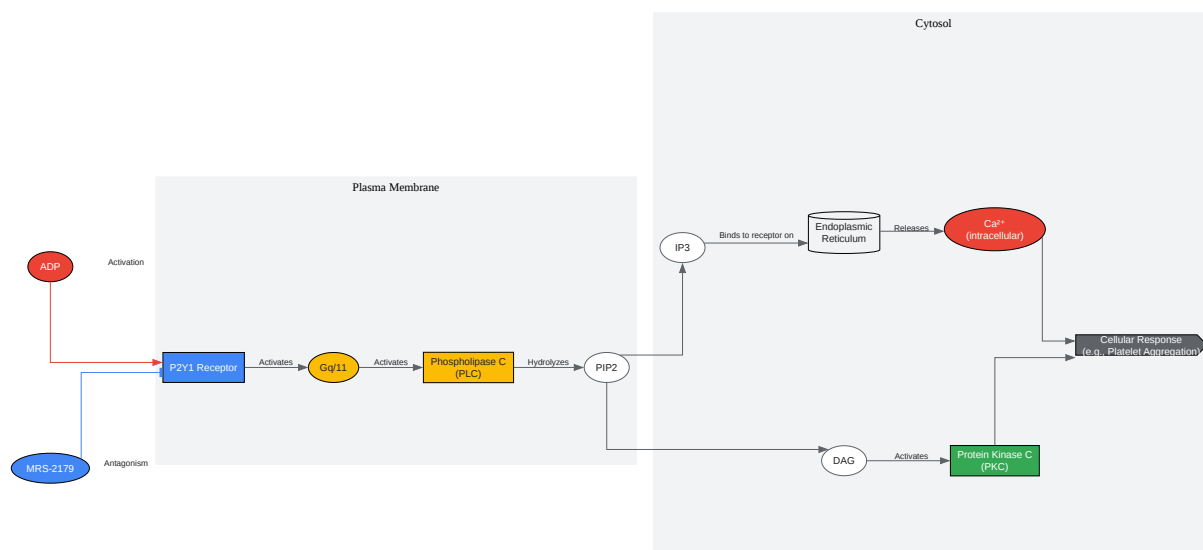 Cytosol
Plasma Membrane
ADP
Activation
IP3
Binds to receptor on
Endoplasmic
Reticulum
Releases
Ca²⁺
(intracellular)
P2Y1 Receptor
Activates
Gq/11
Activates
Phospholipase C
(PLC)
Hydrolyzes
PIP2
Cellular Response
(e.g., Platelet Aggregation)
MRS-2179
Antagonism
DAG
Activates
Protein Kinase C
(PKC)